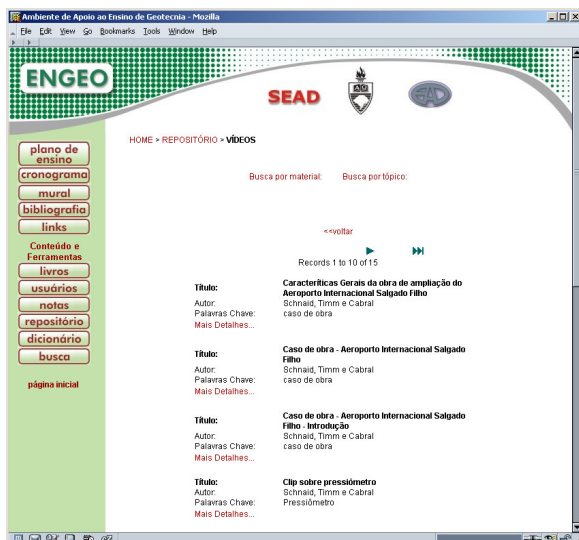 Ambiente de Apoio ao Ensino de Geotecnia - Mozilla
File Edit View Go Bookmarks Tools Window Help
ENGEO
SEAD
EAD
HOME > REPOSITÓRIO > VÍDEOS
plano de
ensino
cronograma
mural
bibliografia
links
Conteúdo e
Ferramentas
livros
usuários
notas
repositório
dicionário
busca
página inicial
Busca por material: Busca por tópico:
<<voltar
Records 1 to 10 of 15
Título: Caracteríficas Gerais da obra de ampliação do
Aeroporto Internacional Salgado Filho
Autor: Schnaid, Timm e Cabral
Palavras Chave: caso de obra
Mais Detalhes...
Título: Caso de obra - Aeroporto Internacional Salgado
Filho
Autor: Schnaid, Timm e Cabral
Palavras Chave: caso de obra
Mais Detalhes...
Título: Caso de obra - Aeroporto Internacional Salgado
Filho - Introdução
Autor: Schnaid, Timm e Cabral
Palavras Chave: caso de obra
Mais Detalhes...
Título: Clip sobre pressiómetro
Autor: Schnaid, Timm e Cabral
Palavras Chave: Pressiômetro
Mais Detalhes...